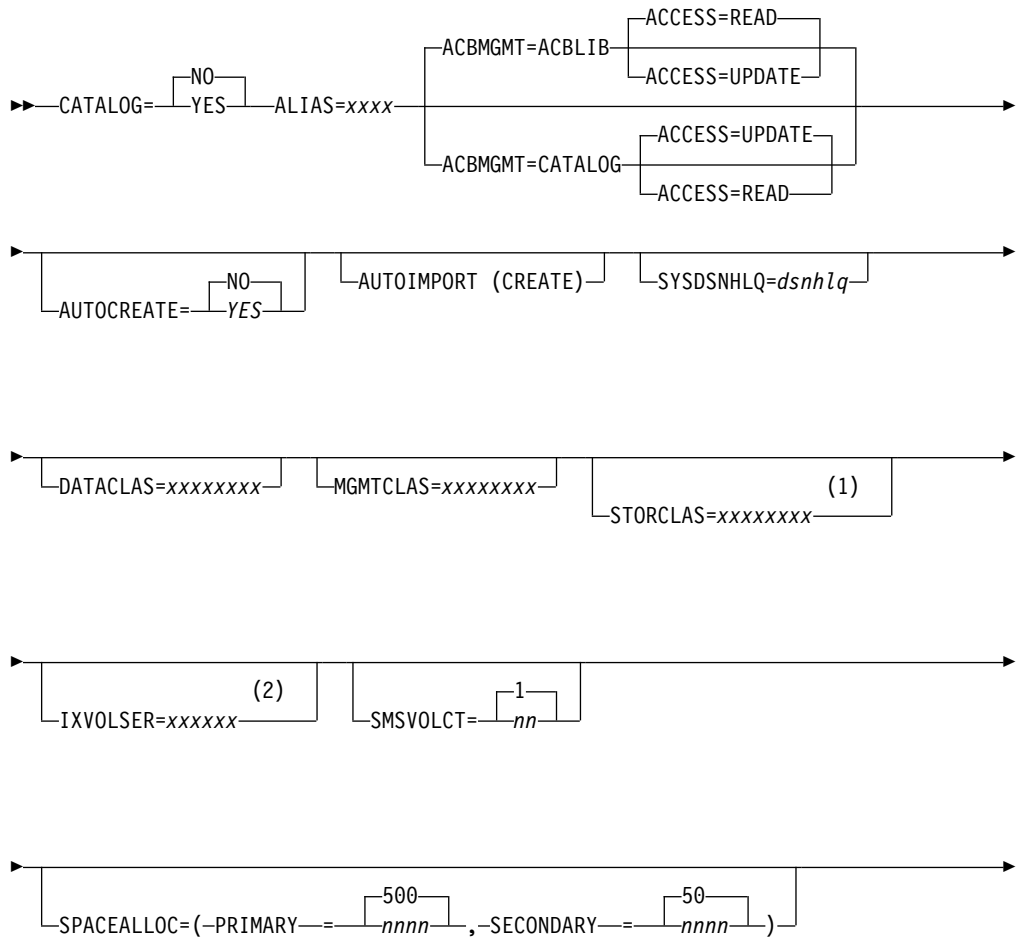 ACCESS=READ
ACBMGMT=ACBLIB
ACCESS=UPDATE
NO
CATALOG= YES ALIAS=xxxx
ACCESS=UPDATE
ACBMGMT=CATALOG
ACCESS=READ
NO
AUTOCREATE= YES
AUTOIMPORT (CREATE)
SYSDSNHLQ=dsnhlq
DATACLAS=xxxxxxxx
MGMTCLAS=xxxxxxxx
(1)
STORCLAS=xxxxxxxx
(2)
IXVOLSER=xxxxxx
1
SMSVOLCT= nn
500 50
SPACEALLOC=( PRIMARY = nnnn , SECONDARY = nnnn )